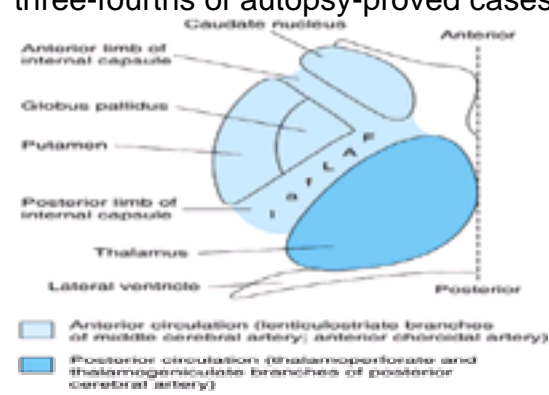 three-fourths of autopsy-proved cases
Caudate nucleus
Anterior
Anterior limb of
internal capsule
Globus pallidus
Putamen
Posterior limb of
internal capsule
Thalamus
Lateral ventricle
Posterior
Anterior circulation (lenticulostriate branches
of middle cerebral artery; anterior choroidal artery)
Posterior circulation (thalamoperforate and
thalamogeniculate branches of posterior
cerebral artery)